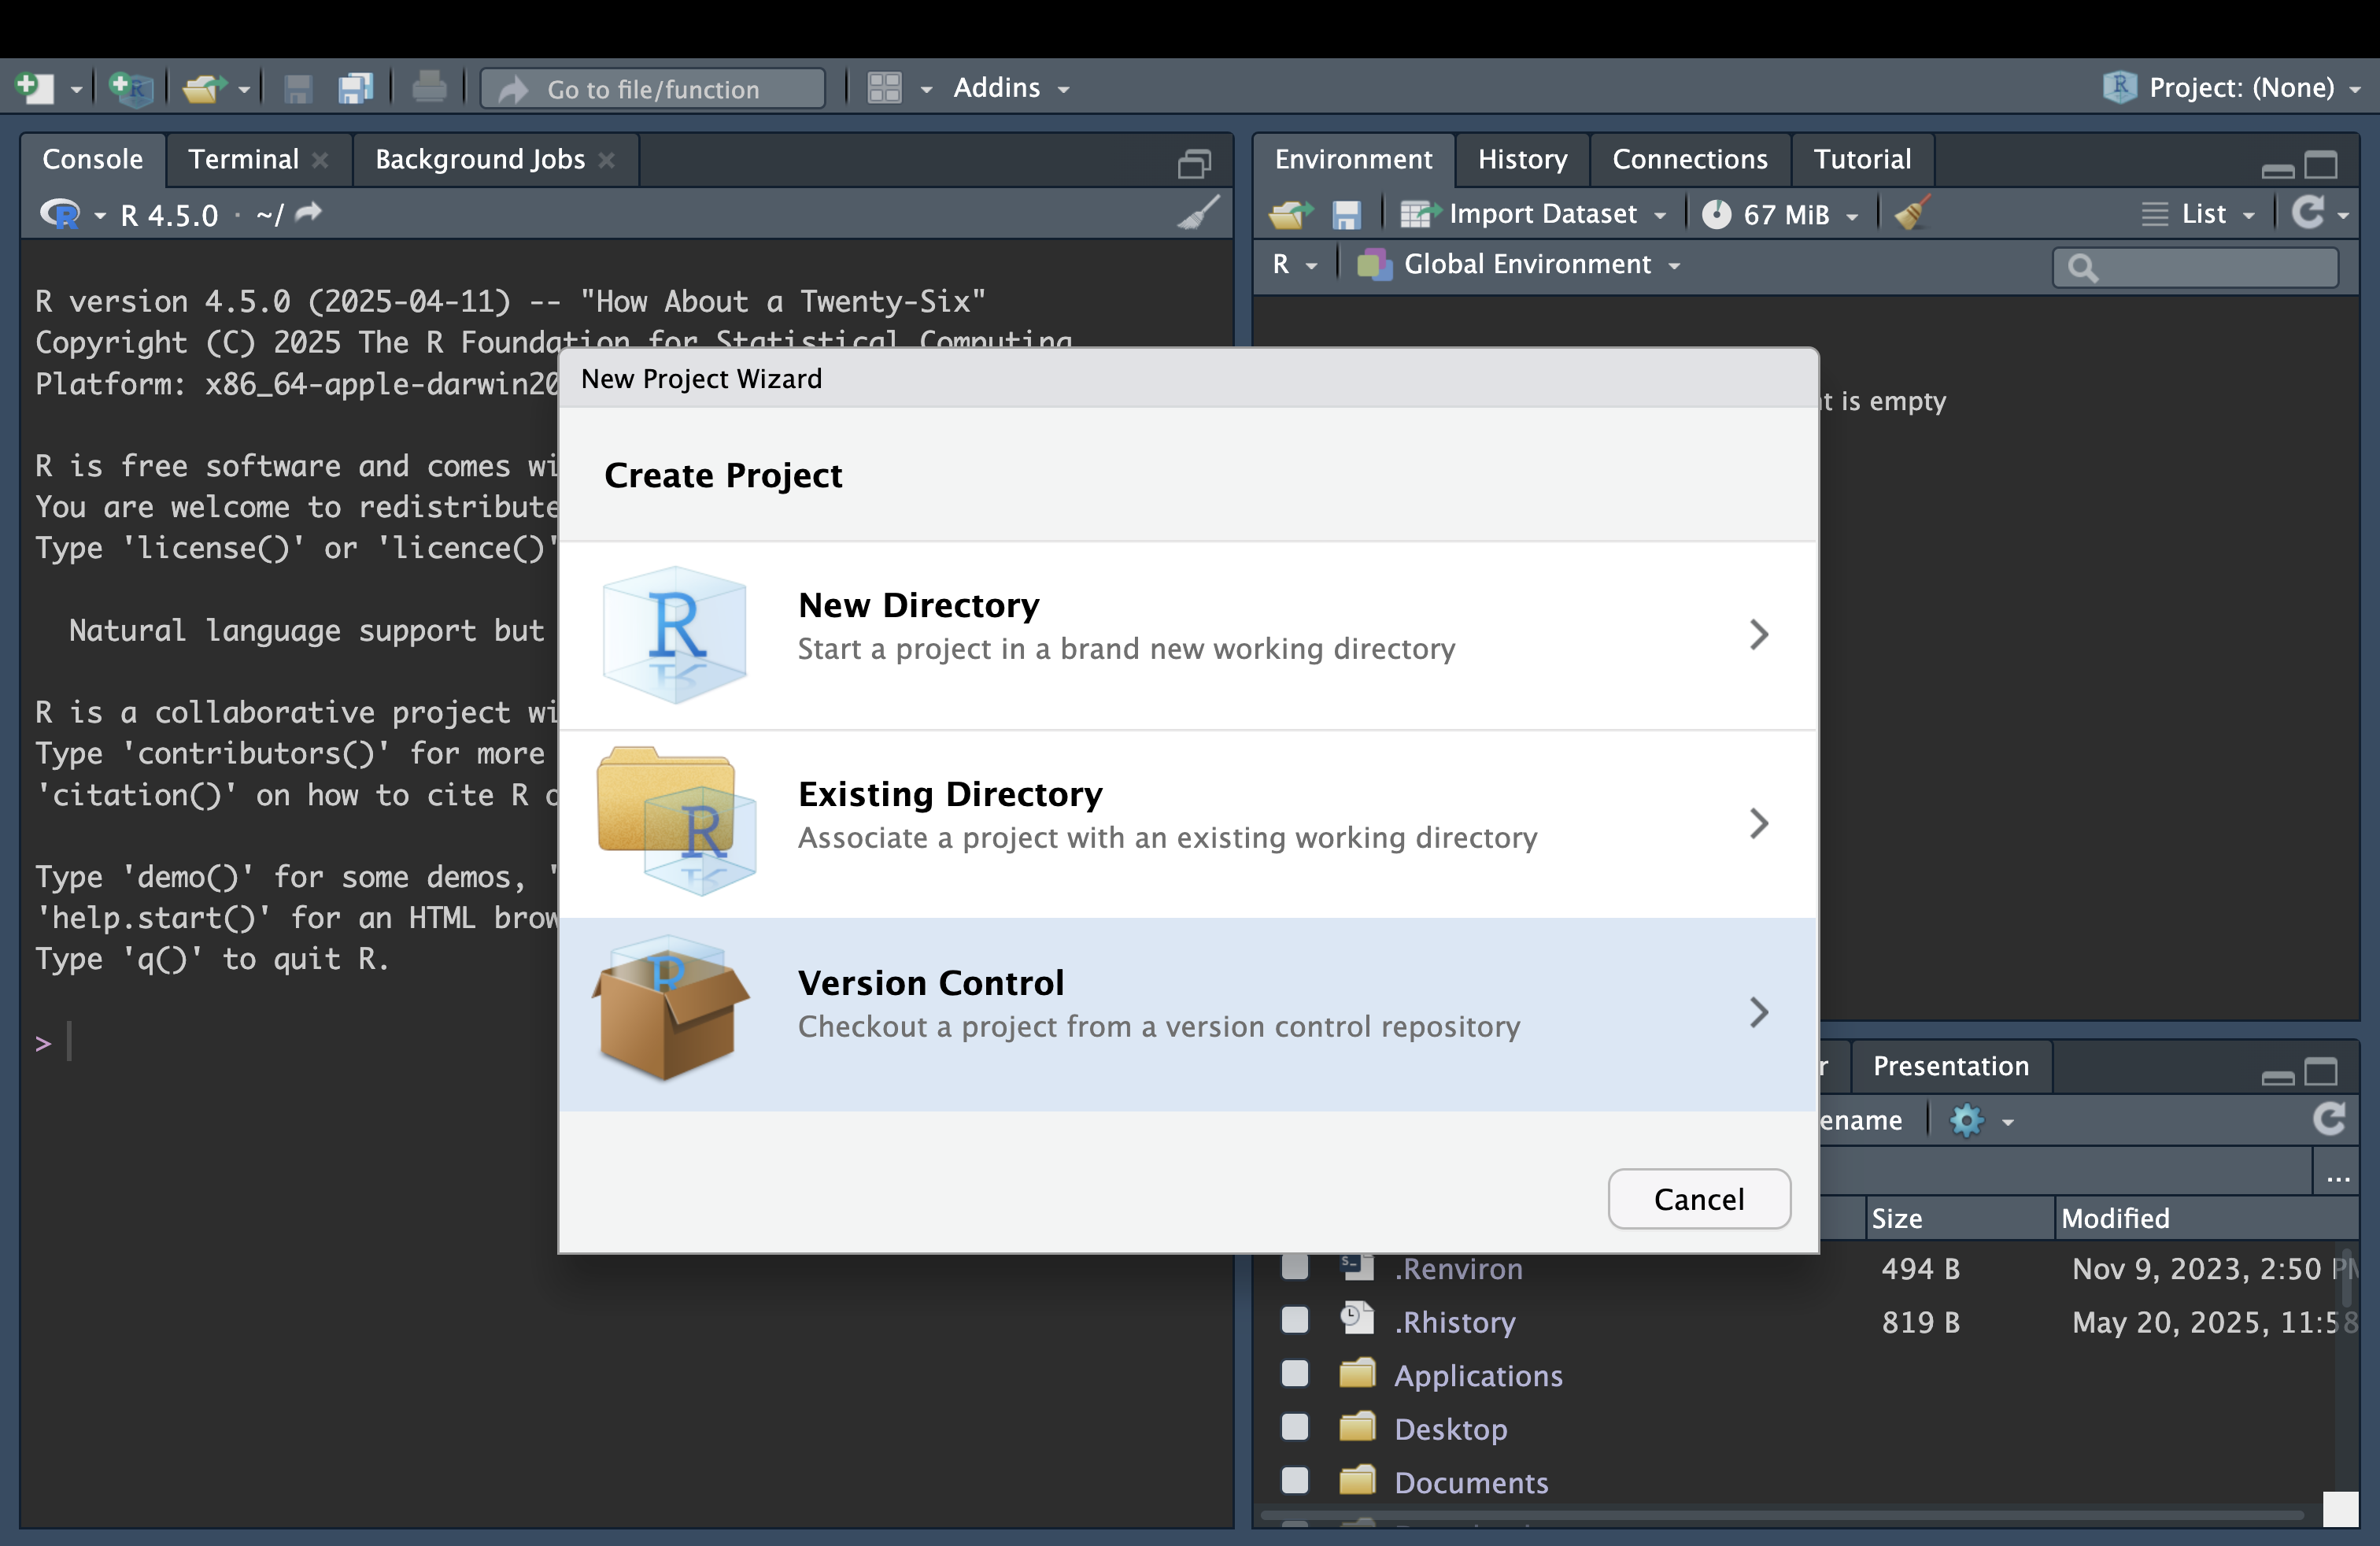 Go to file/function
Addins
Project: (None)
Console
Terminal
Background Jobs
R 4.5.0 · ~/
R version 4.5.0 (2025-04-11) -- "How About a Twenty-Six"
Copyright (C) 2025 The R Foundation for Statistical Computing
Platform: x86_64-apple-darwin20
R is free software and comes
You are welcome to redistribute
Type 'license()' or 'licence()'
Natural language support but
R is a collaborative project
Type 'contributors()' for more
'citation()' on how to cite R
Type 'demo()' for some demos, '
'help.start()' for an HTML
Type 'q()' to quit R.
>
Environment
History
Connections
Tutorial
Import Dataset
67 MiB
List
R
Global Environment
is empty
New Project Wizard
Create Project
New Directory
Start a project in a brand new working directory
Existing Directory
Associate a project with an existing working directory
Version Control
Checkout a project from a version control repository
Cancel
Presentation
ename
...
Size
Modified
.Renviron 494 B Nov 9, 2023, 2:50 PM
.Rhistory 819 B May 20, 2025, 11:58
Applications
Desktop
Documents